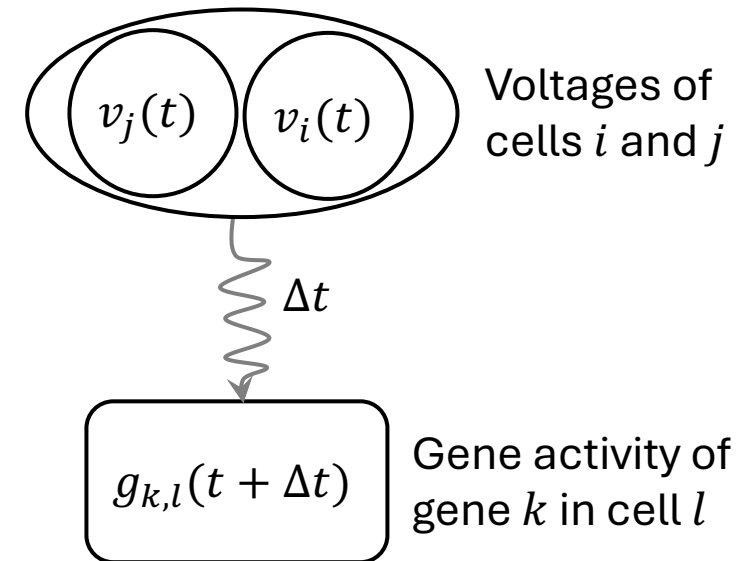 v_j(t) v_i(t)
Voltages of
cells i and j
Δt
g_{k,l}(t + Δt)
Gene activity of
gene k in cell l